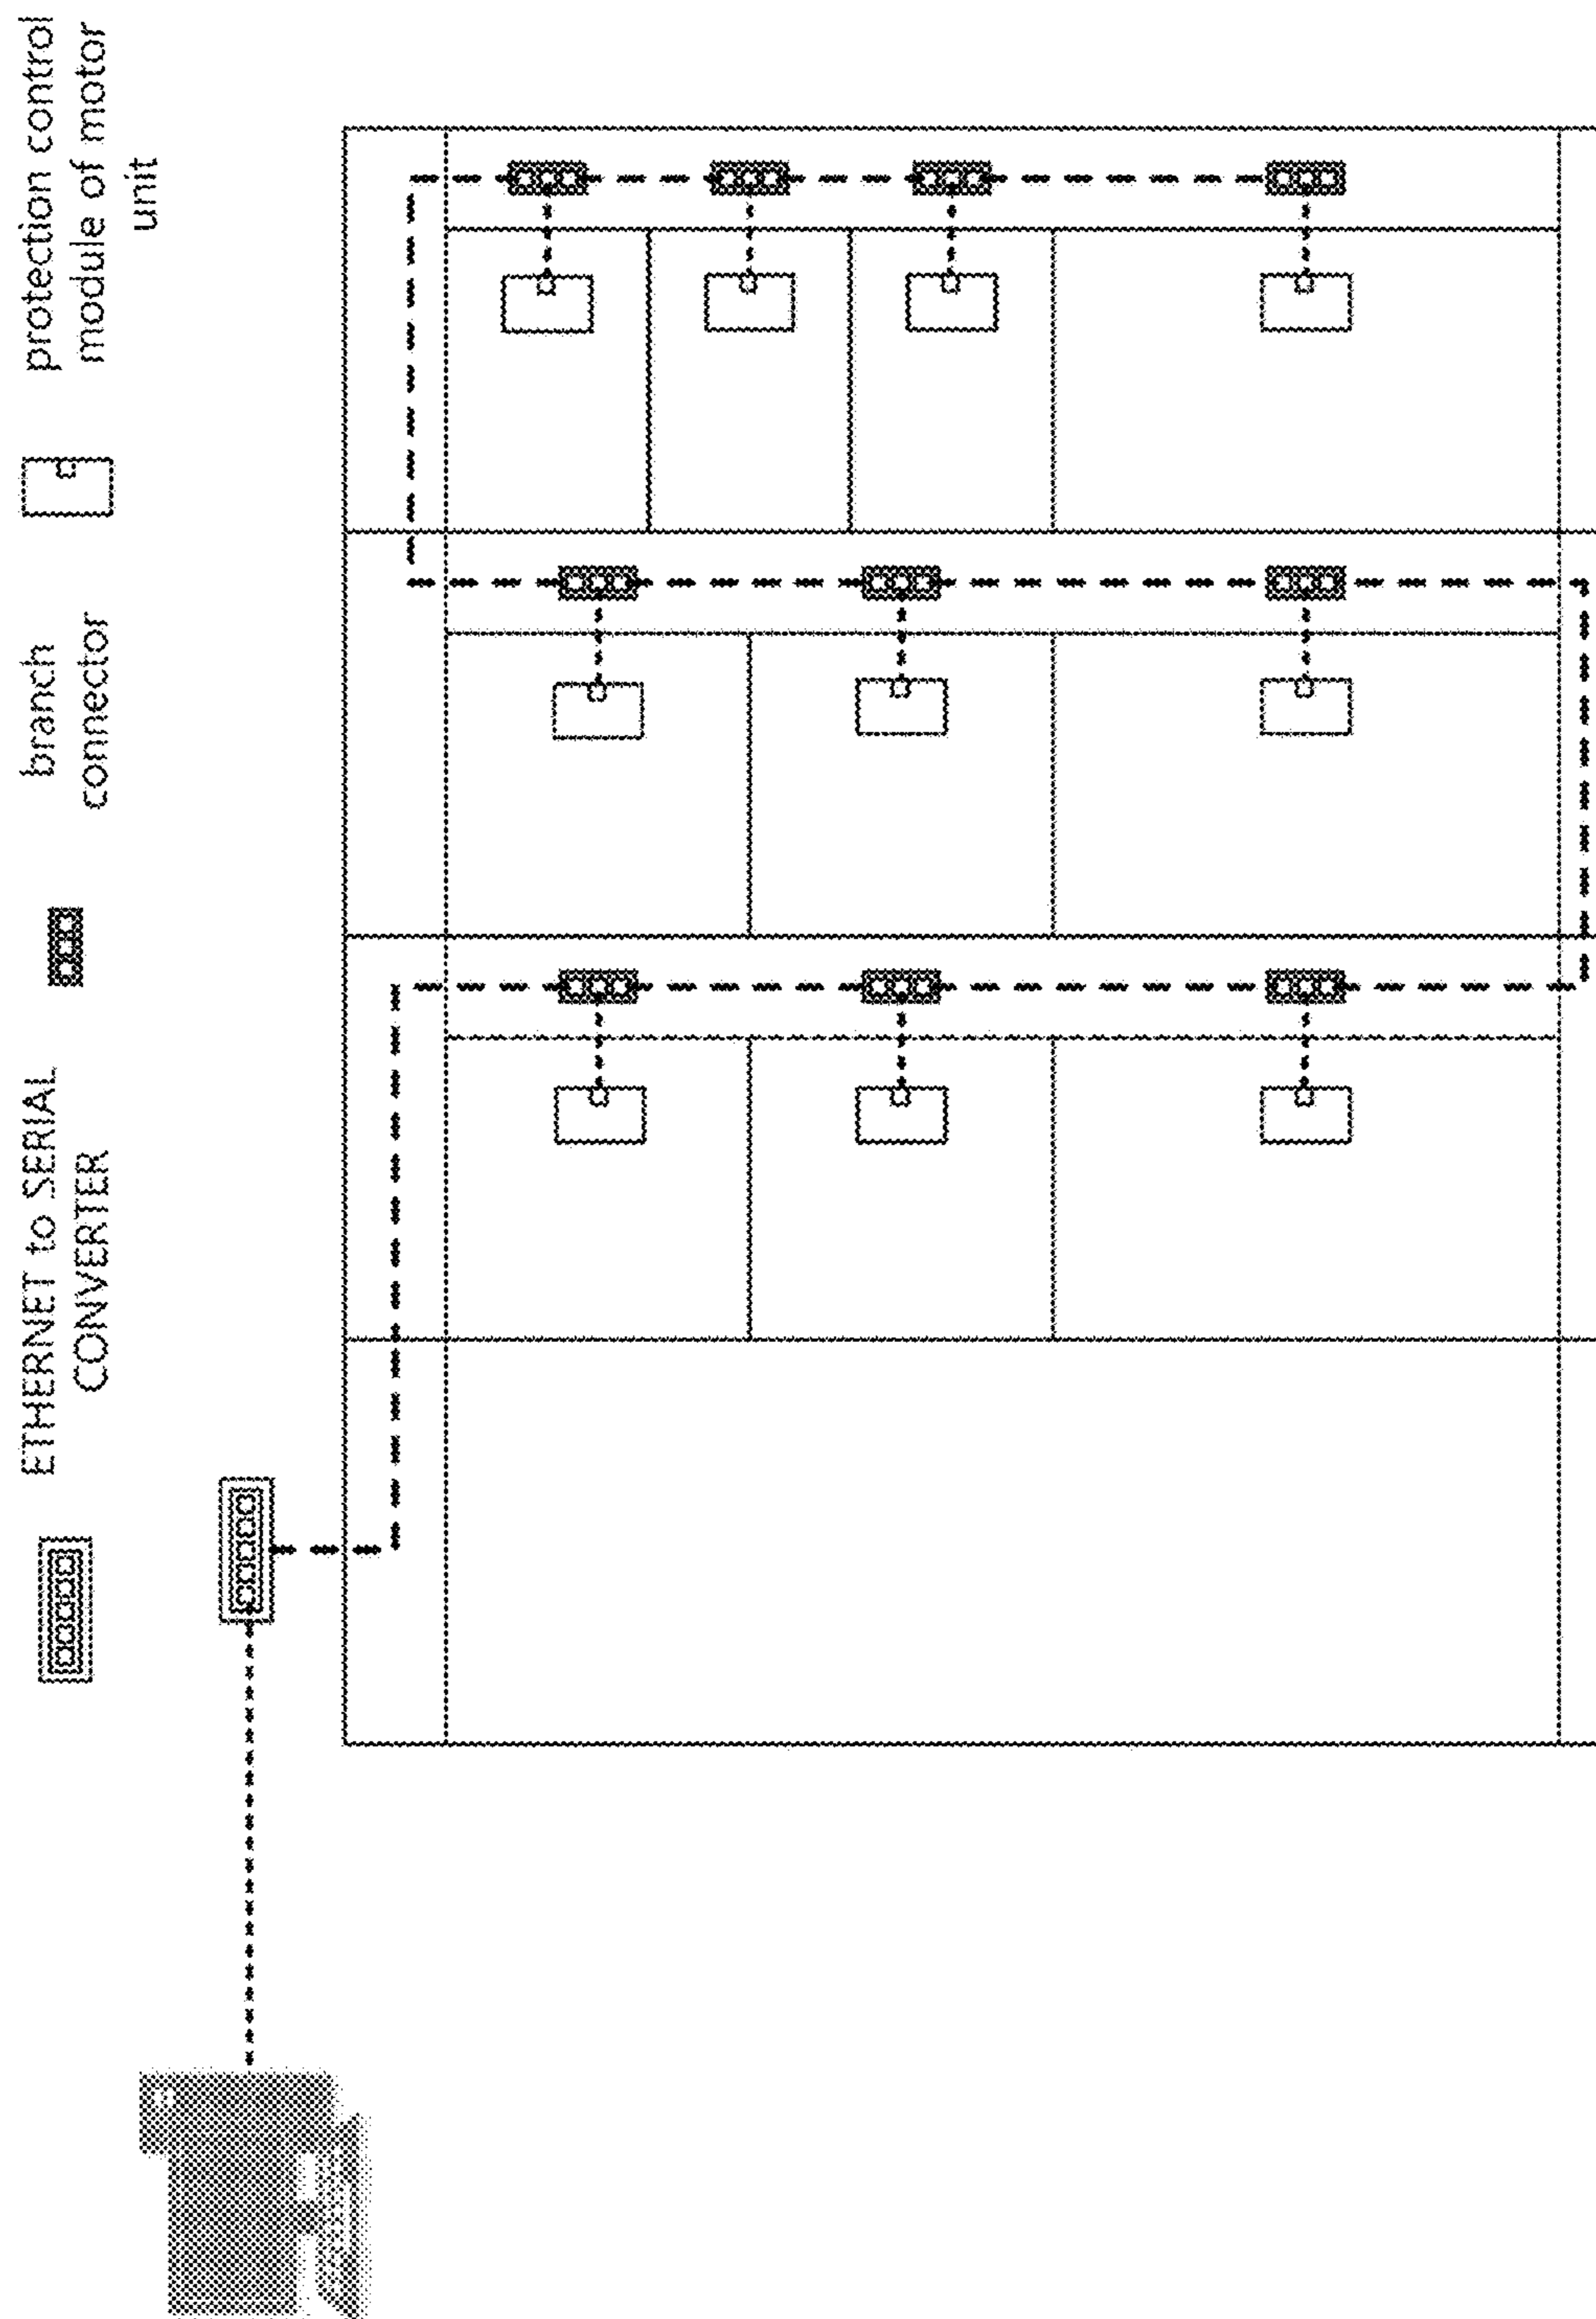 ETHERNET to SERIAL
CONVERTER
branch
connector
protection control
module of motor
unit